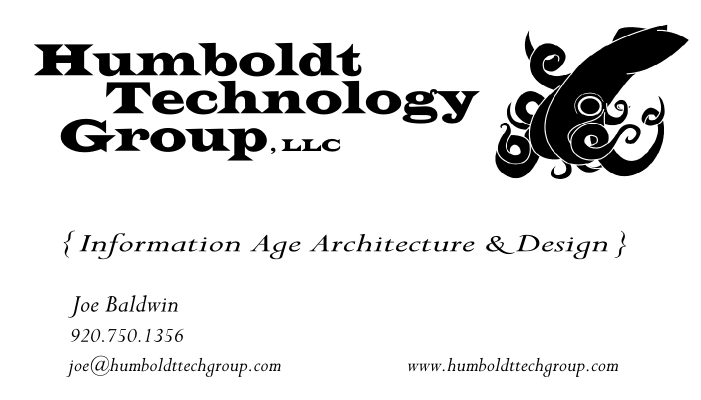 Humboldt
Technology
Group, LLC
{ Information Age Architecture & Design }
Joe Baldwin
920.750.1356
joe@humboldttechgroup.com
www.humboldttechgroup.com